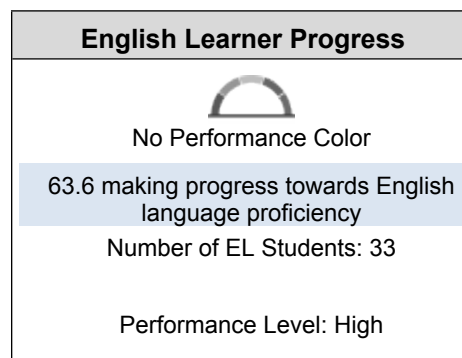 English Learner Progress
No Performance Color
63.6 making progress towards English
language proficiency
Number of EL Students: 33
Performance Level: High